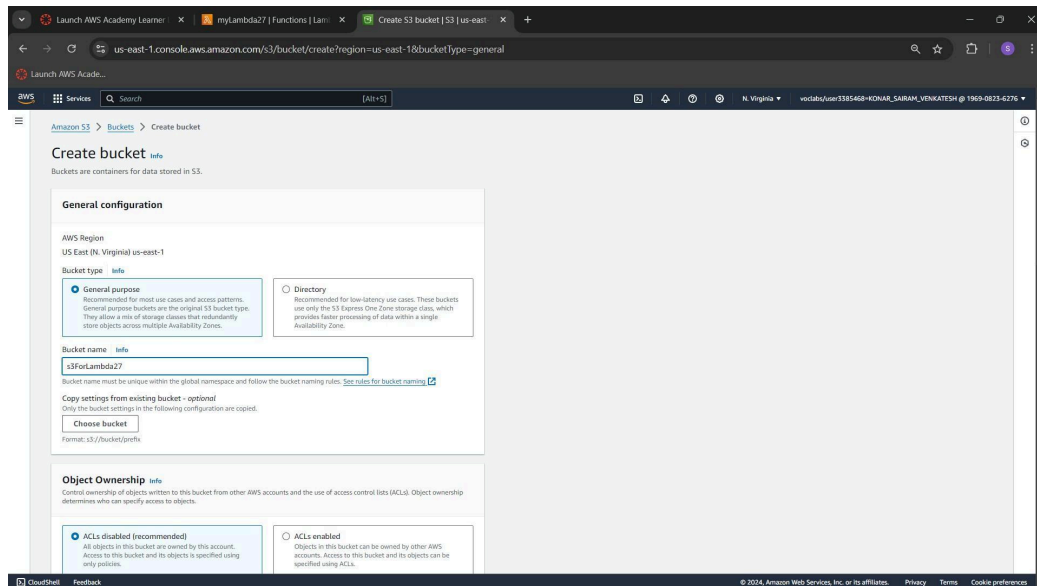 Launch AWS Academy Learner
myLambda27 | Functions | Lam
Create S3 bucket | S3 | us-east-
us-east-1.console.aws.amazon.com/s3/bucket/create?region=us-east-1&bucketType=general
S
Launch AWS Acade...
aws
Services
Search
[Alt+S]
N. Virginia
voclabs/user3385468=KONAR_SAIRAM_VENKATESH @ 1969-0823-6276
Amazon S3 > Buckets > Create bucket
Create bucket Info
Buckets are containers for data stored in S3.
General configuration
AWS Region
US East (N. Virginia) us-east-1
Bucket type Info
General purpose
Recommended for most use cases and access patterns.
General purpose buckets are the original S3 bucket type.
They allow a mix of storage classes that redundantly
store objects across multiple Availability Zones.
Directory
Recommended for low-latency use cases. These buckets
use only the S3 Express One Zone storage class, which
provides faster processing of data within a single
Availability Zone.
Bucket name Info
s3ForLambda27
Bucket name must be unique within the global namespace and follow the bucket naming rules. See rules for bucket naming
Copy settings from existing bucket - optional
Only the bucket settings in the following configuration are copied.
Choose bucket
Format: s3://bucket/prefix
Object Ownership Info
Control ownership of objects written to this bucket from other AWS accounts and the use of access control lists (ACLs). Object ownership
determines who can specify access to objects.
ACLs disabled (recommended)
All objects in this bucket are owned by this account.
Access to this bucket and its objects is specified using
only policies.
ACLs enabled
Objects in this bucket can be owned by other AWS
accounts. Access to this bucket and its objects can be
specified using ACLs.
CloudShell Feedback
© 2024, Amazon Web Services, Inc. or its affiliates. Privacy Terms Cookie preferences